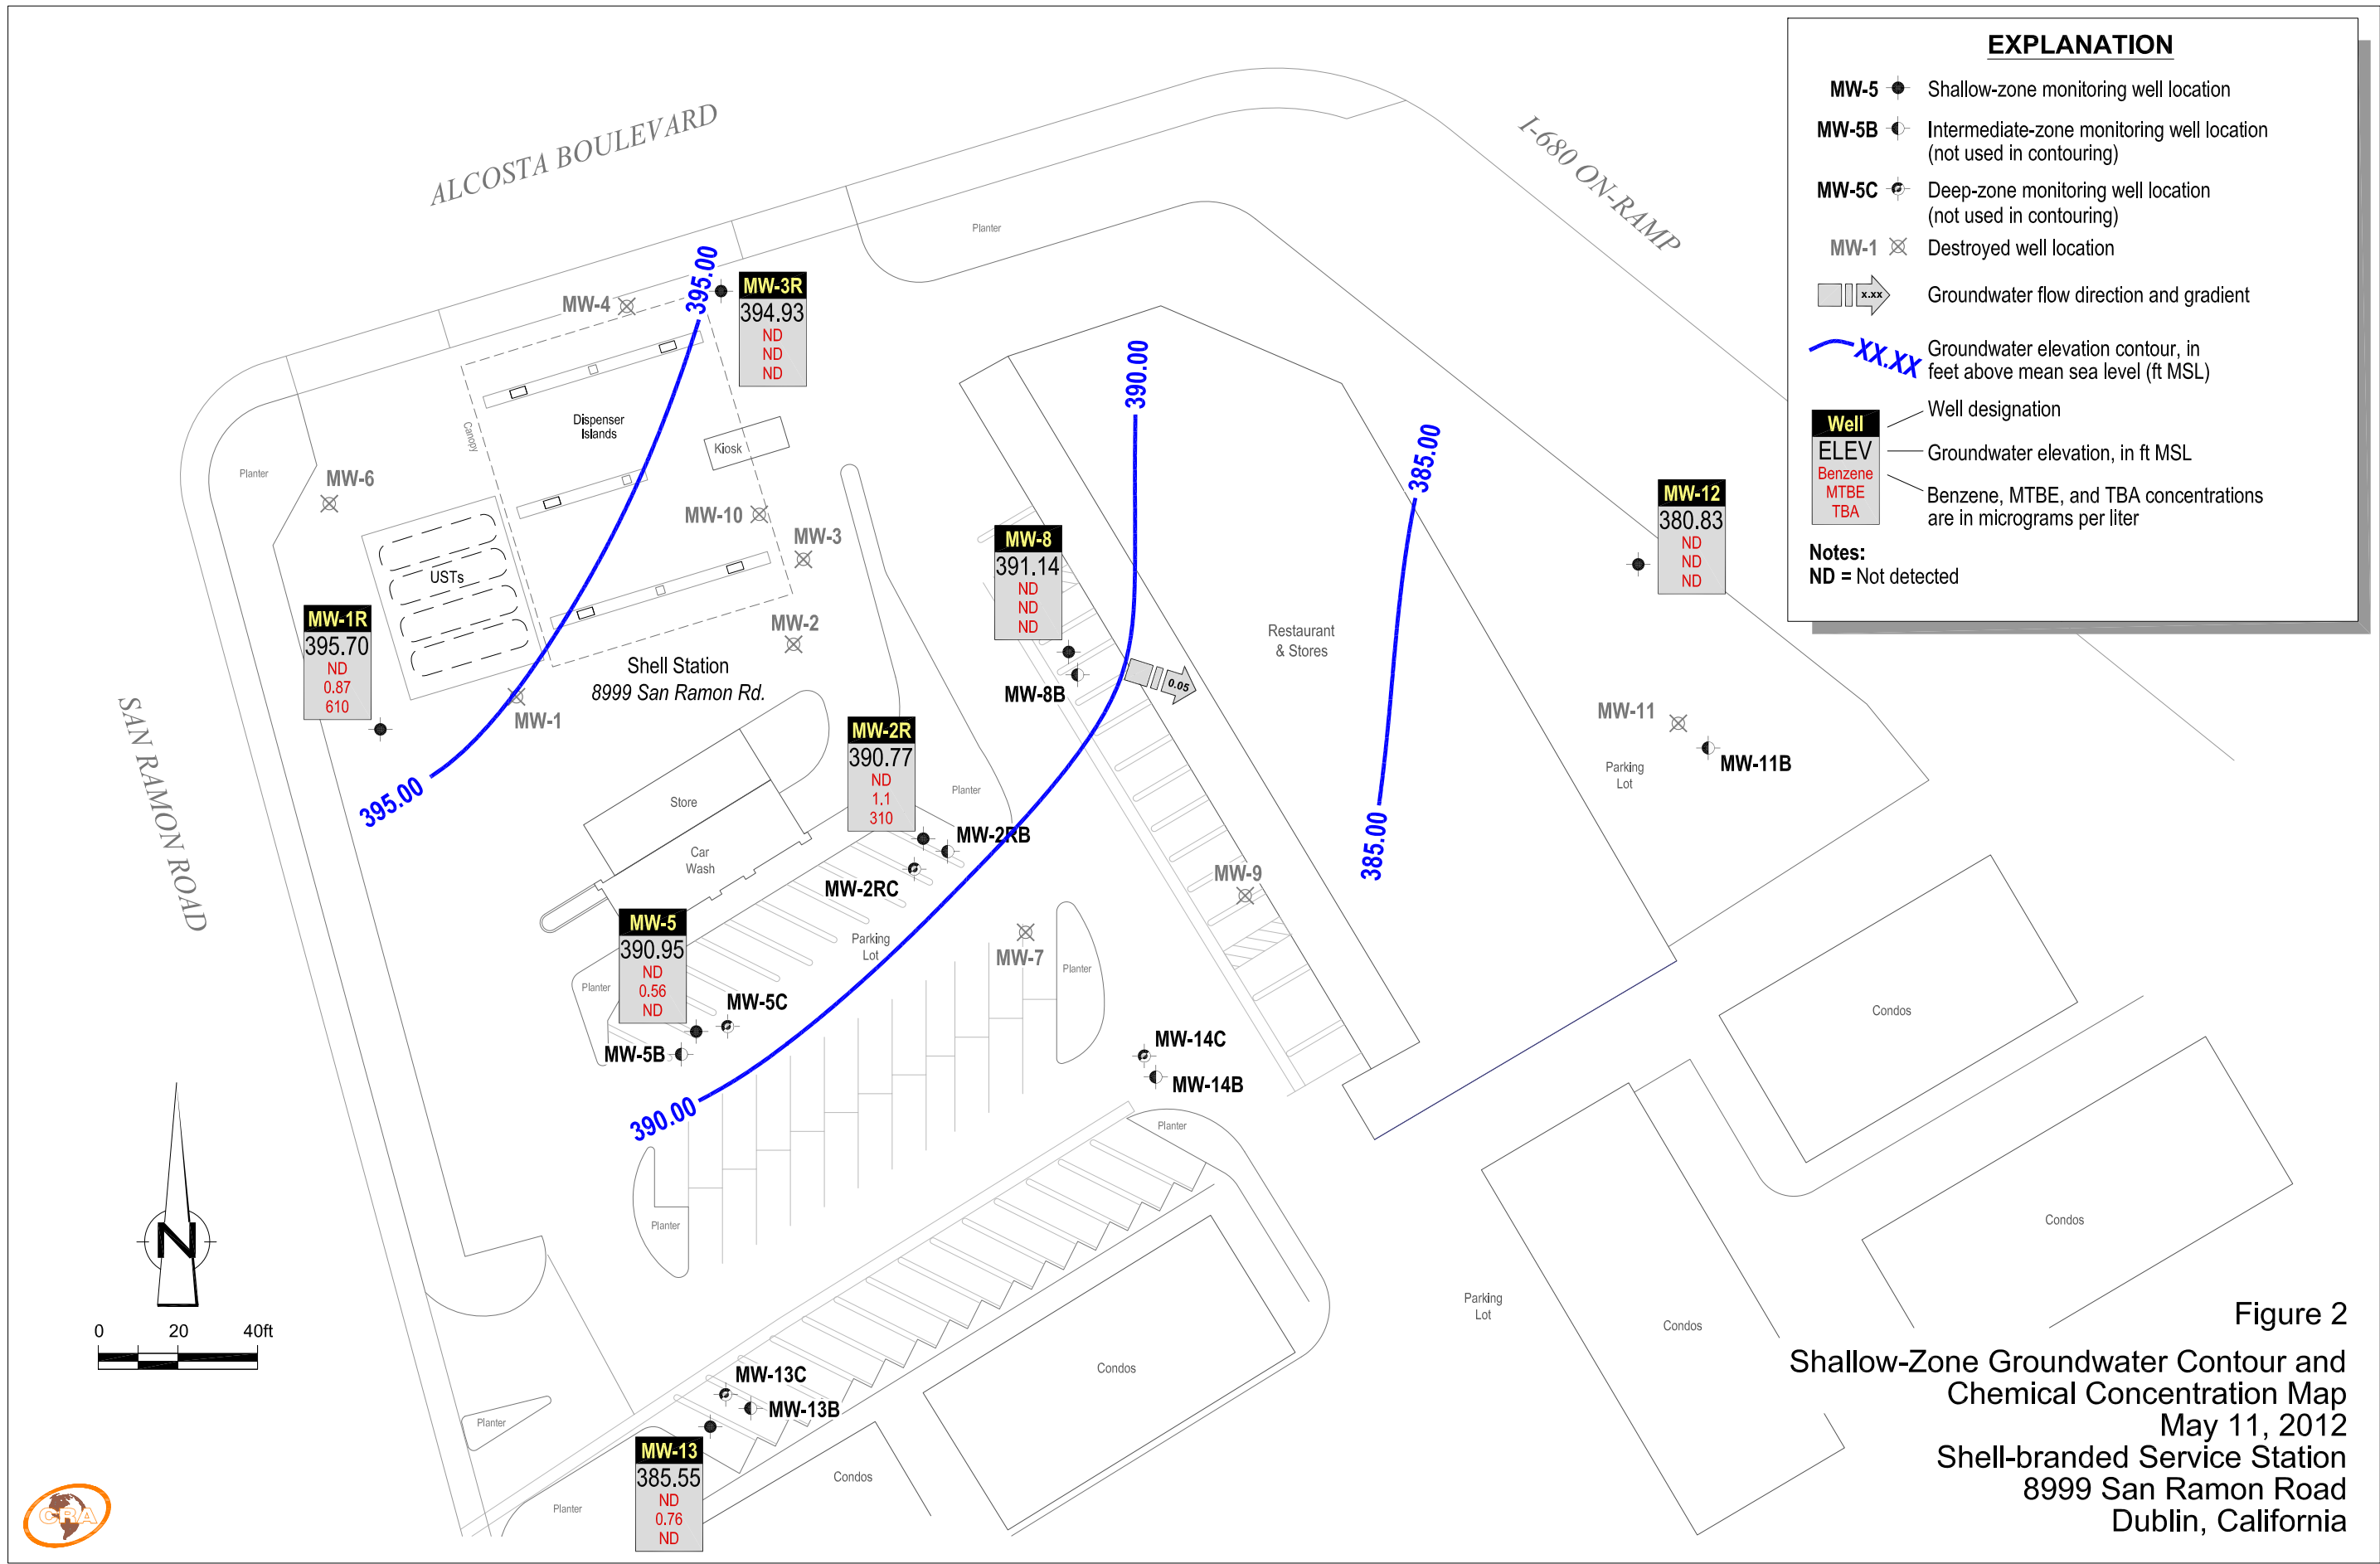 EXPLANATION
MW-5 Shallow-zone monitoring well location
MW-5B Intermediate-zone monitoring well location
(not used in contouring)
MW-5C Deep-zone monitoring well location
(not used in contouring)
MW-1 Destroyed well location
x.xx Groundwater flow direction and gradient
XX.XX Groundwater elevation contour, in
feet above mean sea level (ft MSL)
Well Well designation
ELEV Groundwater elevation, in ft MSL
Benzene
MTBE
TBA
Benzene, MTBE, and TBA concentrations
are in micrograms per liter
Notes:
ND = Not detected
ALCOSTA BOULEVARD
I-680 ON-RAMP
SAN RAMON ROAD
Planter
395.00
MW-4
MW-3R
394.93
ND
ND
ND
Canopy
Dispenser
Islands
Kiosk
390.00
385.00
Planter
MW-6
MW-10
MW-3
USTs
MW-8
391.14
ND
ND
ND
MW-12
380.83
ND
ND
ND
MW-1R
395.70
ND
0.87
610
MW-2
Shell Station
8999 San Ramon Rd.
Restaurant
& Stores
MW-8B
0.05
MW-1
MW-11
MW-11B
Parking
Lot
395.00
MW-2R
390.77
ND
1.1
310
Planter
Store
Car
Wash
MW-2RB
MW-2RC
385.00
MW-9
MW-5
390.95
ND
0.56
ND
Parking
Lot
MW-7
Planter
Planter
MW-5C
MW-5B
390.00
MW-14C
MW-14B
Planter
Condos
Planter
Condos
Parking
Lot
Condos
N
0 20 40ft
MW-13C
MW-13B
Condos
Planter
MW-13
385.55
ND
0.76
ND
Condos
Planter
CRA
Figure 2
Shallow-Zone Groundwater Contour and
Chemical Concentration Map
May 11, 2012
Shell-branded Service Station
8999 San Ramon Road
Dublin, California